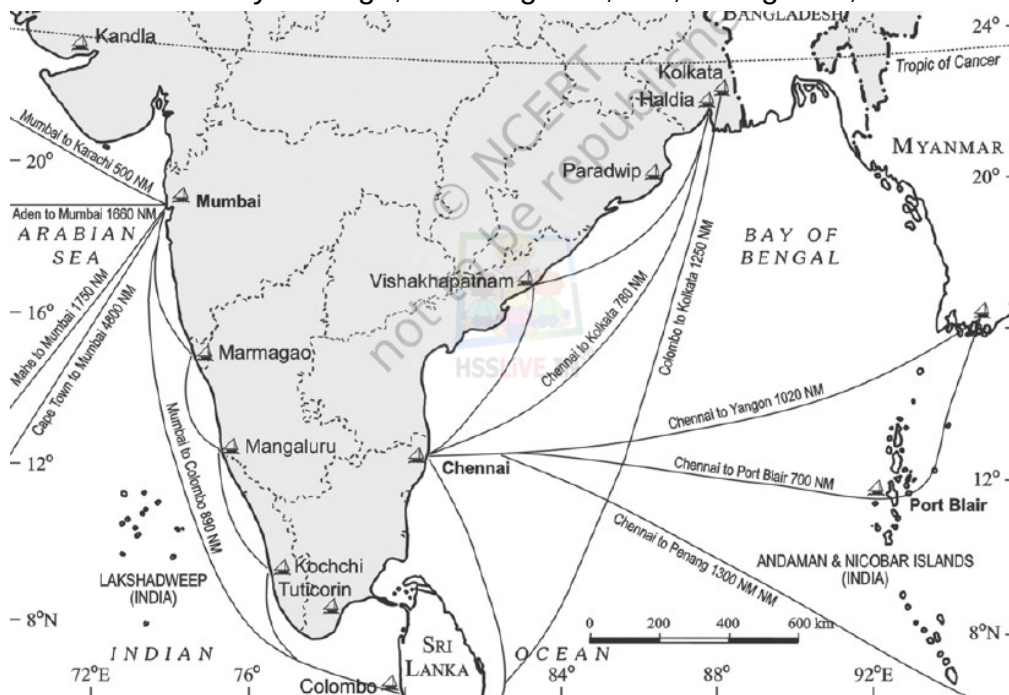 BANGLADESH
24°
Kandla
Tropic of Cancer
Kolkata
Haldia
© NCERT
not to be republishe
Mumbai to Karachi 500 NM
MYANMAR
20°
20°
Paradwip
Mumbai
Aden to Mumbai 1660 NM
ARABIAN
SEA
BAY OF
BENGAL
Mahe to Mumbai 1750 NM
Cape Town to Mumbai 4800 NM
Vishakhapatnam
Colombo to Kolkata 1250 NM
Chennai to Kolkata 780 NM
16°
HSSLIVE.IN
Marmagao
Mumbai to Colombo 890 NM
Chennai to Yangon 1020 NM
Mangaluru
12°
Chennai
Chennai to Port Blair 700 NM
12°
Port Blair
Chennai to Penang 1300 NM NM
LAKSHADWEEP
(INDIA)
Kochchi
Tuticorin
ANDAMAN & NICOBAR ISLANDS
(INDIA)
8°N
0 200 400 600 km
8°N
INDIAN
OCEAN
SRI
LANKA
72°E
76°
84°
88°
92°E
Colombo